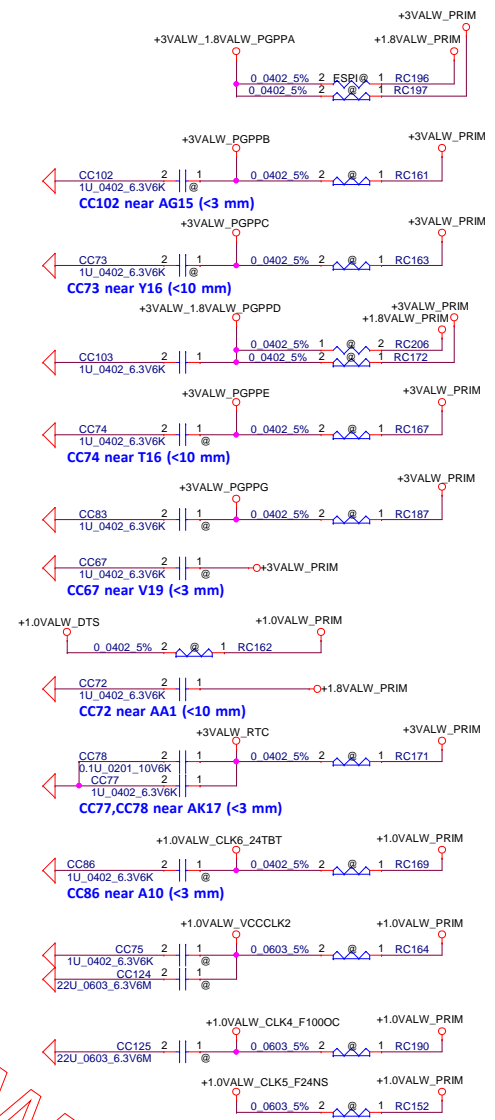 +3VALW_PRIM
+3VALW_1.8VALW_PGPPA +1.8VALW_PRIM
0_0402_5% 2 ESPI@ 1 RC196
0_0402_5% 2 @ 1 RC197
+3VALW_PGPPB +3VALW_PRIM
CC102 2 1 0_0402_5% 2 @ 1 RC161
1U_0402_6.3V6K @
CC102 near AG15 (<3 mm)
+3VALW_PGPPC +3VALW_PRIM
CC73 2 1 0_0402_5% 2 @ 1 RC163
1U_0402_6.3V6K @
CC73 near Y16 (<10 mm)
+3VALW_1.8VALW_PGPPD +3VALW_PRIM
+1.8VALW_PRIM
0_0402_5% 1 @ 2 RC206
CC103 2 1 0_0402_5% 2 @ 1 RC172
1U_0402_6.3V6K
+3VALW_PGPPE +3VALW_PRIM
CC74 2 1 0_0402_5% 2 @ 1 RC167
1U_0402_6.3V6K @
CC74 near T16 (<10 mm)
+3VALW_PGPPG +3VALW_PRIM
CC83 2 1 0_0402_5% 2 @ 1 RC187
1U_0402_6.3V6K @
CC67 2 1 +3VALW_PRIM
1U_0402_6.3V6K @
CC67 near V19 (<3 mm)
+1.0VALW_DTS +1.0VALW_PRIM
0_0402_5% 2 @ 1 RC162
CC72 2 1 +1.8VALW_PRIM
1U_0402_6.3V6K @
CC72 near AA1 (<10 mm)
+3VALW_RTC +3VALW_PRIM
CC78 2 1 0_0402_5% 2 @ 1 RC171
0.1U_0201_10V6K
CC77 2 1
1U_0402_6.3V6K @
CC77,CC78 near AK17 (<3 mm)
+1.0VALW_CLK6_24TBT +1.0VALW_PRIM
CC86 2 1 0_0402_5% 2 @ 1 RC169
1U_0402_6.3V6K @
CC86 near A10 (<3 mm)
+1.0VALW_VCCCLK2 +1.0VALW_PRIM
CC75 2 1 0_0603_5% 2 @ 1 RC164
1U_0402_6.3V6K @
CC124 2 1
22U_0603_6.3V6M @
+1.0VALW_CLK4_F100OC +1.0VALW_PRIM
CC125 2 1 0_0603_5% 2 @ 1 RC190
22U_0603_6.3V6M @
+1.0VALW_CLK5_F24NS +1.0VALW_PRIM
0_0603_5% 2 @ 1 RC152